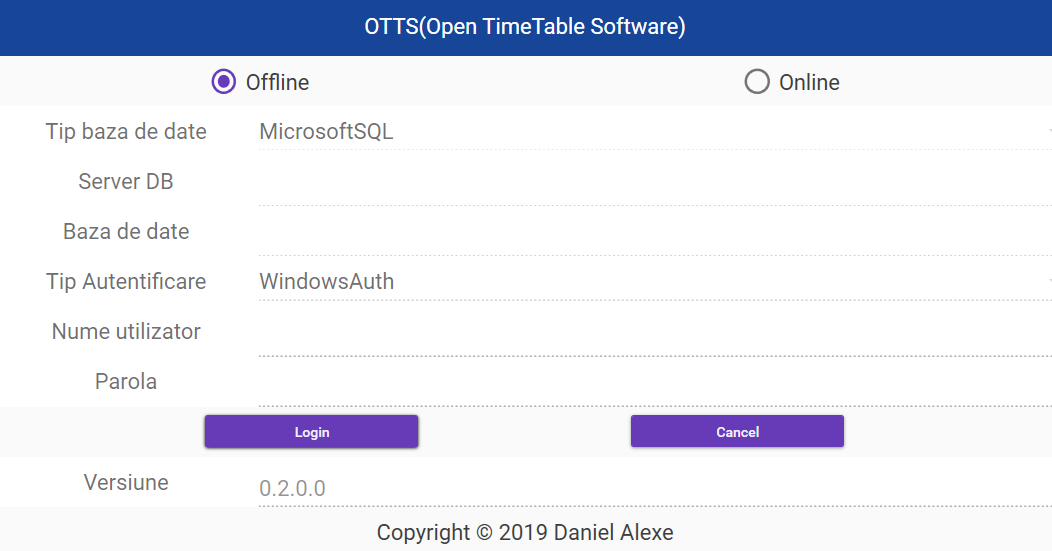 OTTS(Open TimeTable Software)
Offline Online
Tip baza de date MicrosoftSQL
Server DB
Baza de date
Tip Autentificare WindowsAuth
Nume utilizator
Parola
Login Cancel
Versiune 0.2.0.0
Copyright © 2019 Daniel Alexe